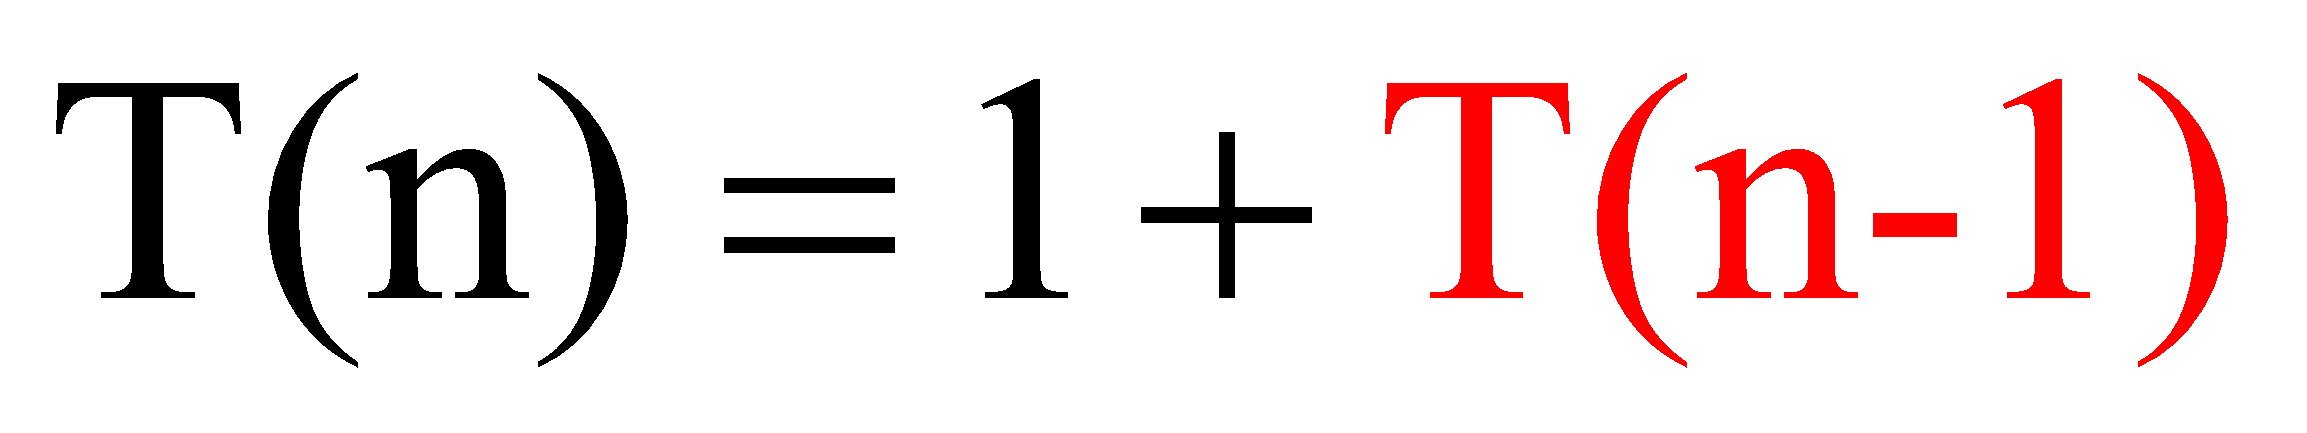 T(n) = 1 + T(n-1)